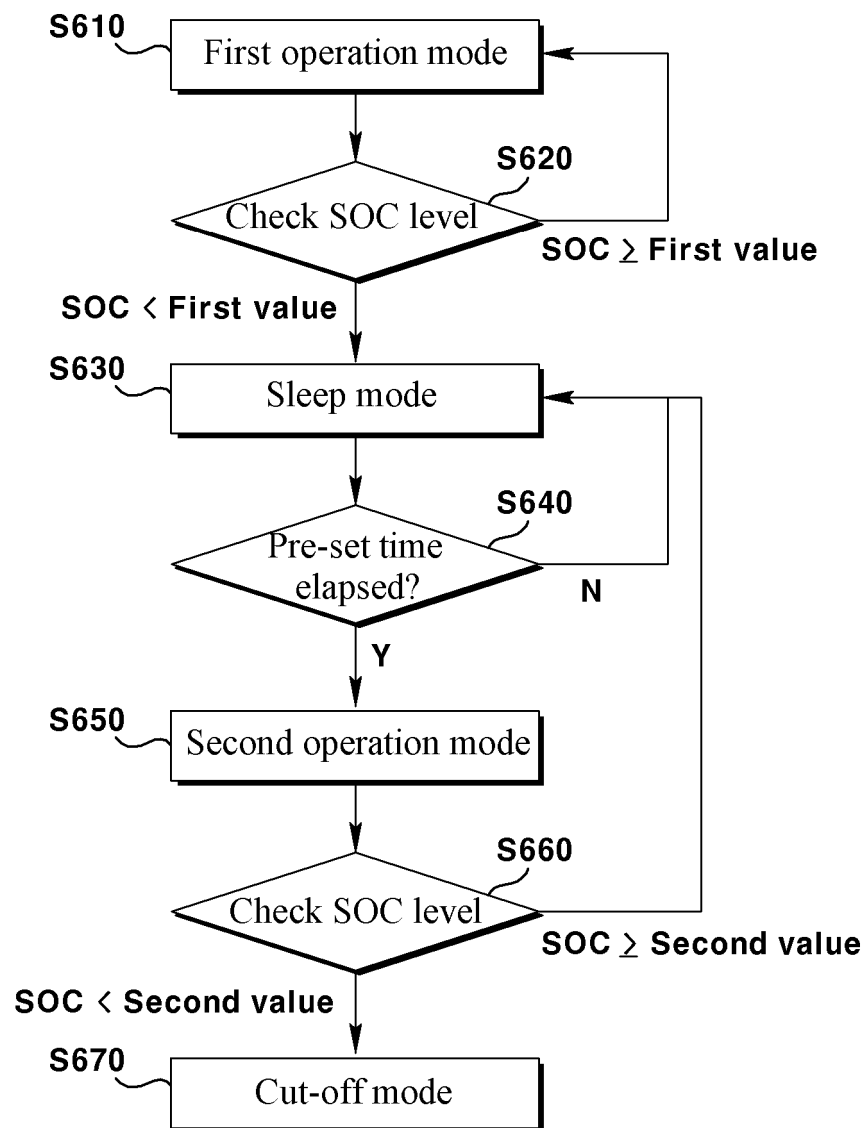 S610
First operation mode
S620
Check SOC level
SOC ≥ First value
SOC < First value
S630
Sleep mode
S640
Pre-set time
elapsed?
N
Y
S650
Second operation mode
S660
Check SOC level
SOC ≥ Second value
SOC < Second value
S670
Cut-off mode